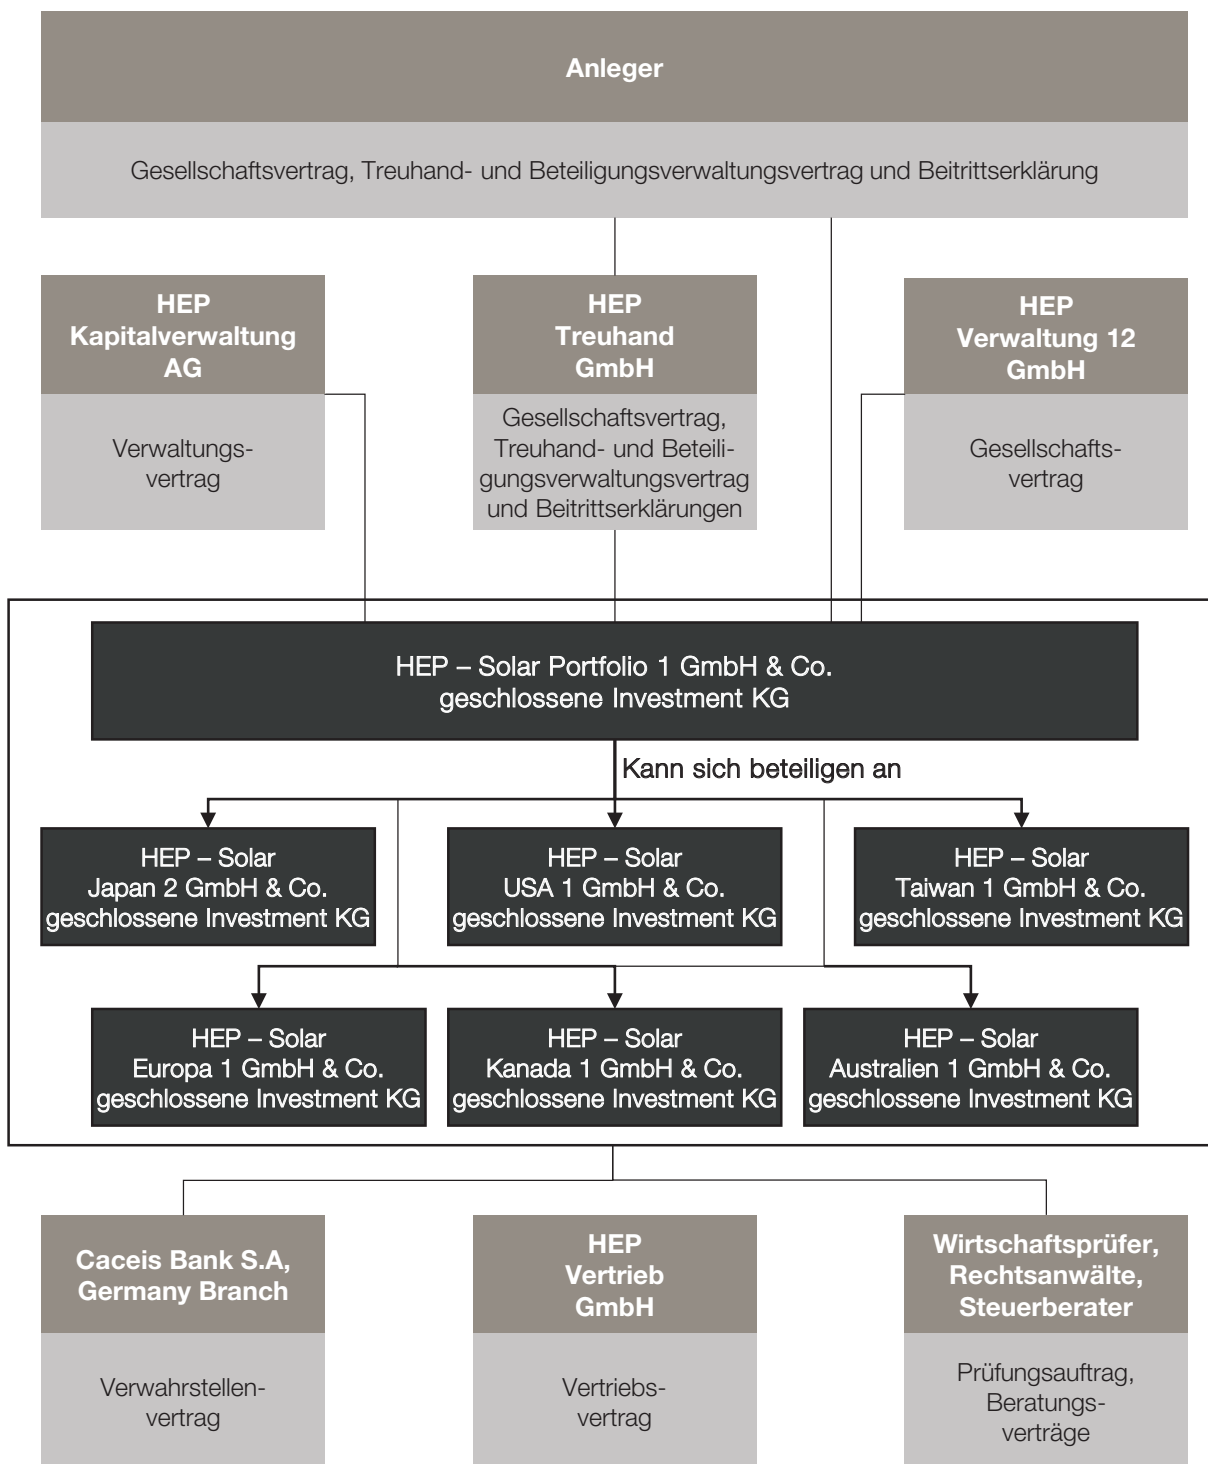 Anleger
Gesellschaftsvertrag, Treuhand- und Beteiligungsverwaltungsvertrag und Beitrittserklärung
HEP
Kapitalverwaltung
AG
Verwaltungs-
vertrag
HEP
Treuhand
GmbH
Gesellschaftsvertrag,
Treuhand- und Beteili-
gungsverwaltungsvertrag
und Beitrittserklärungen
HEP
Verwaltung 12
GmbH
Gesellschafts-
vertrag
HEP – Solar Portfolio 1 GmbH & Co.
geschlossene Investment KG
Kann sich beteiligen an
HEP – Solar
Japan 2 GmbH & Co.
geschlossene Investment KG
HEP – Solar
USA 1 GmbH & Co.
geschlossene Investment KG
HEP – Solar
Taiwan 1 GmbH & Co.
geschlossene Investment KG
HEP – Solar
Europa 1 GmbH & Co.
geschlossene Investment KG
HEP – Solar
Kanada 1 GmbH & Co.
geschlossene Investment KG
HEP – Solar
Australien 1 GmbH & Co.
geschlossene Investment KG
Caceis Bank S.A,
Germany Branch
Verwahrstellen-
vertrag
HEP
Vertrieb
GmbH
Vertriebs-
vertrag
Wirtschaftsprüfer,
Rechtsanwälte,
Steuerberater
Prüfungsauftrag,
Beratungs-
verträge